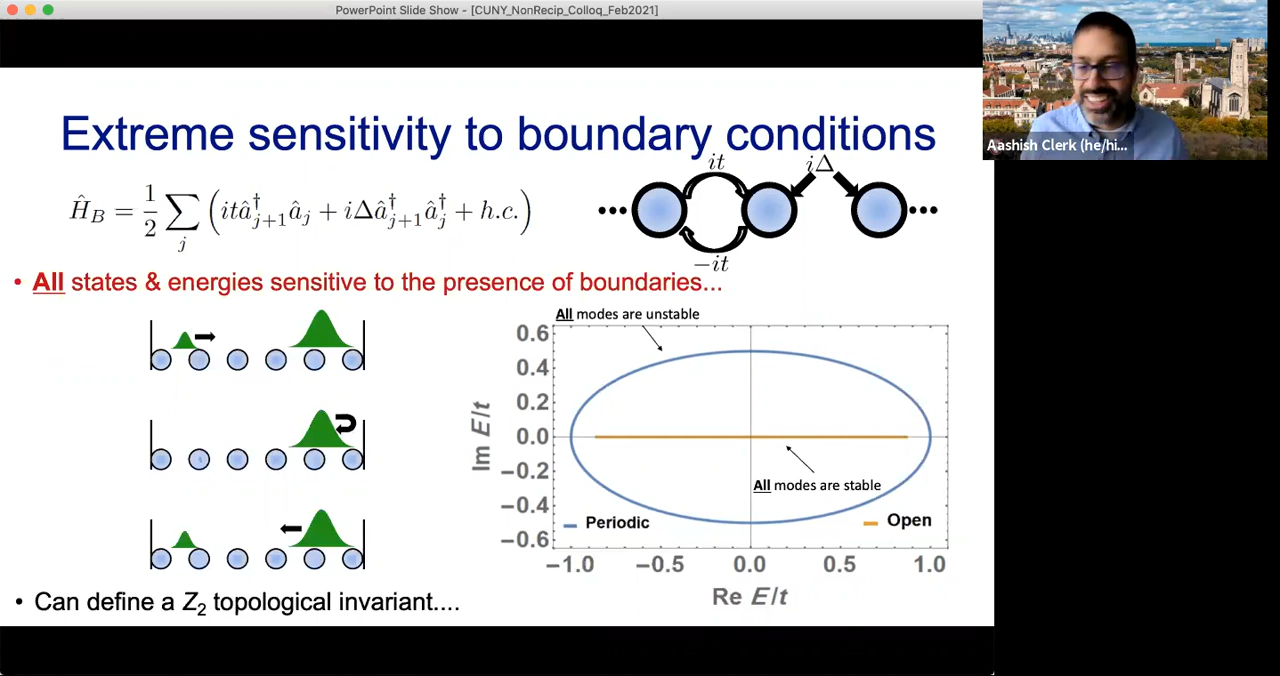 PowerPoint Slide Show - [CUNY_NonRecip_Colloq_Feb2021]
Aashish Clerk (he/hi...
Extreme sensitivity to boundary conditions
Ĥ_B = 1/2 ∑_j (itâ†_{j+1}â_j + iΔâ†_{j+1}â†_j + h.c.)
it
iΔ
−it
• All states & energies sensitive to the presence of boundaries...
All modes are unstable
0.6
0.4
0.2
0.0
−0.2
−0.4
−0.6
Im E/t
All modes are stable
Periodic
Open
−1.0 −0.5 0.0 0.5 1.0
Re E/t
• Can define a Z₂ topological invariant....